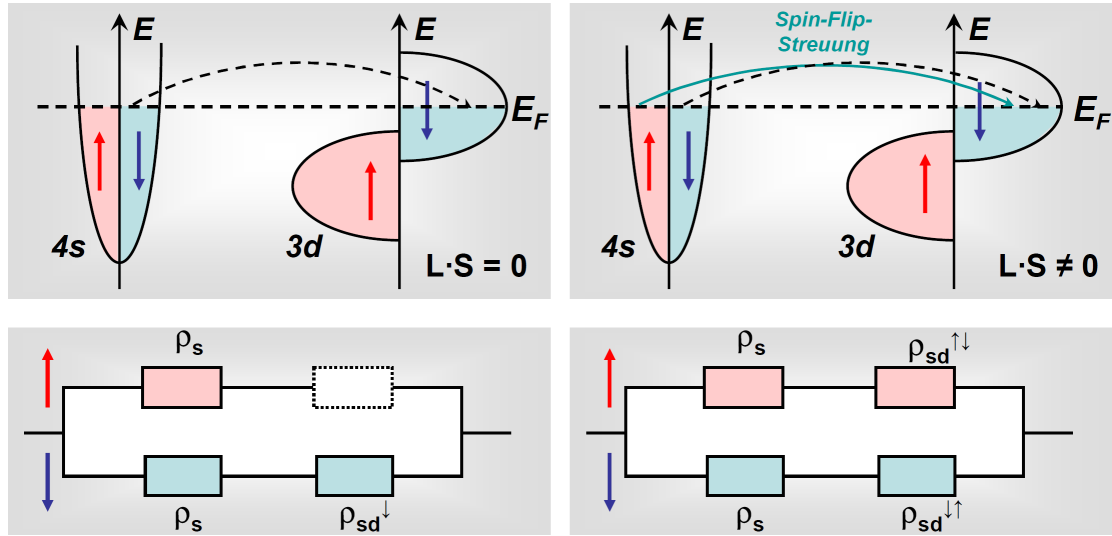 E
E
E_F
4s
3d
L·S = 0
Spin-Flip-
Streuung
E
E
E_F
4s
3d
L·S ≠ 0
ρs
ρs
ρsd↓
ρs
ρsd↑↓
ρs
ρsd↓↑